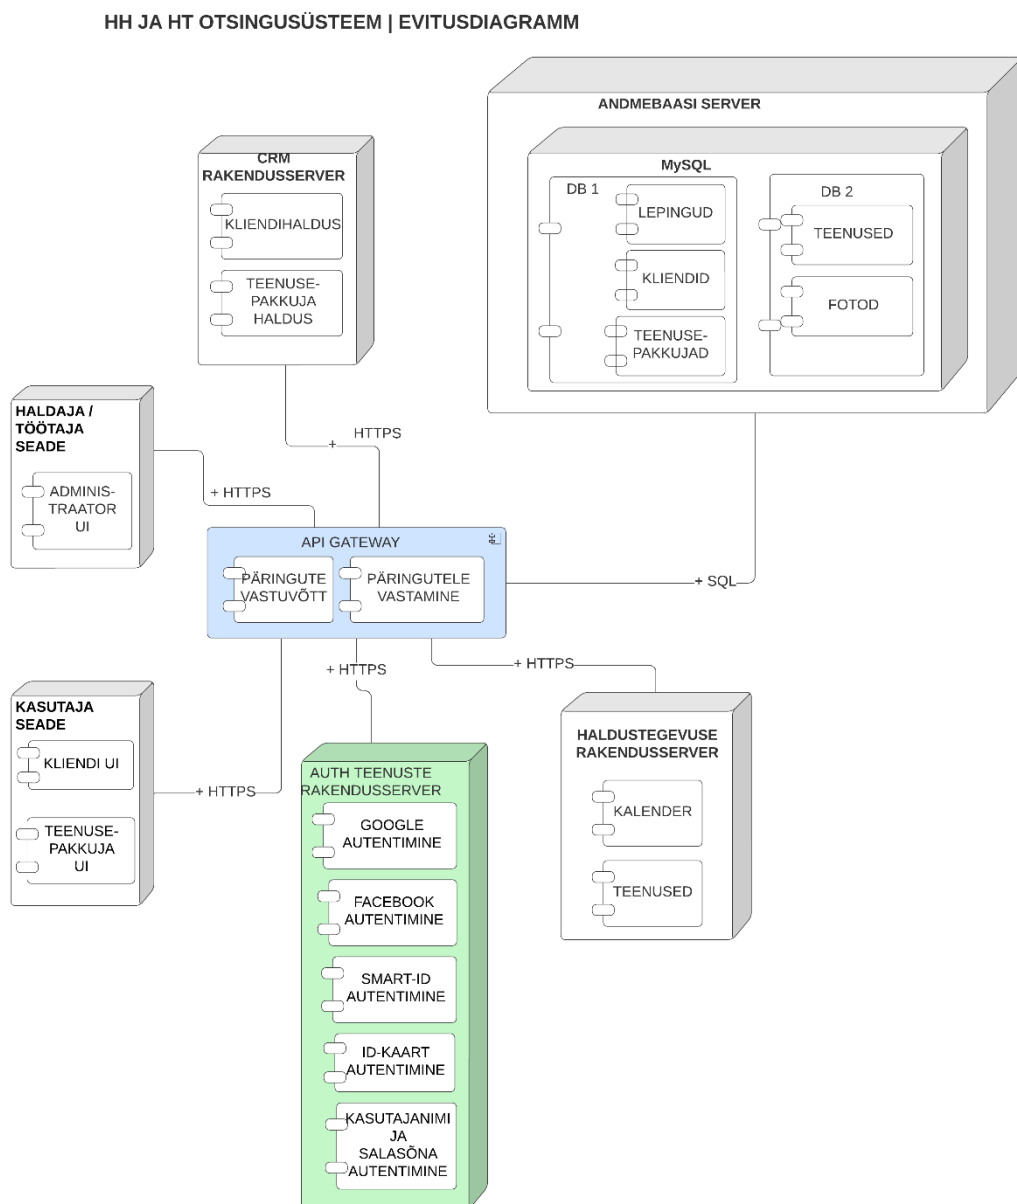 HH JA HT OTSINGUSÜSTEEM | EVITUSDIAGRAMM
ANDMEBAASI SERVER
MySQL
DB 1
LEPINGUD
KLIENDID
TEENUSE-
PAKKUJAD
DB 2
TEENUSED
FOTOD
CRM
RAKENDUSSERVER
KLIENDIHALDUS
TEENUSE-
PAKKUJA
HALDUS
HALDAJA /
TÖÖTAJA
SEADE
ADMINIS-
TRAATOR
UI
+ HTTPS
+ HTTPS
API GATEWAY
PÄRINGUTE
VASTUVÕTT
PÄRINGUTELE
VASTAMINE
+ SQL
+ HTTPS
+ HTTPS
KASUTAJA
SEADE
KLIENDI UI
TEENUSE-
PAKKUJA
UI
+ HTTPS
AUTH TEENUSTE
RAKENDUSSERVER
GOOGLE
AUTENTIMINE
FACEBOOK
AUTENTIMINE
SMART-ID
AUTENTIMINE
ID-KAART
AUTENTIMINE
KASUTAJANIMI
JA
SALASÕNA
AUTENTIMINE
HALDUSTEGEVUSE
RAKENDUSSERVER
KALENDER
TEENUSED